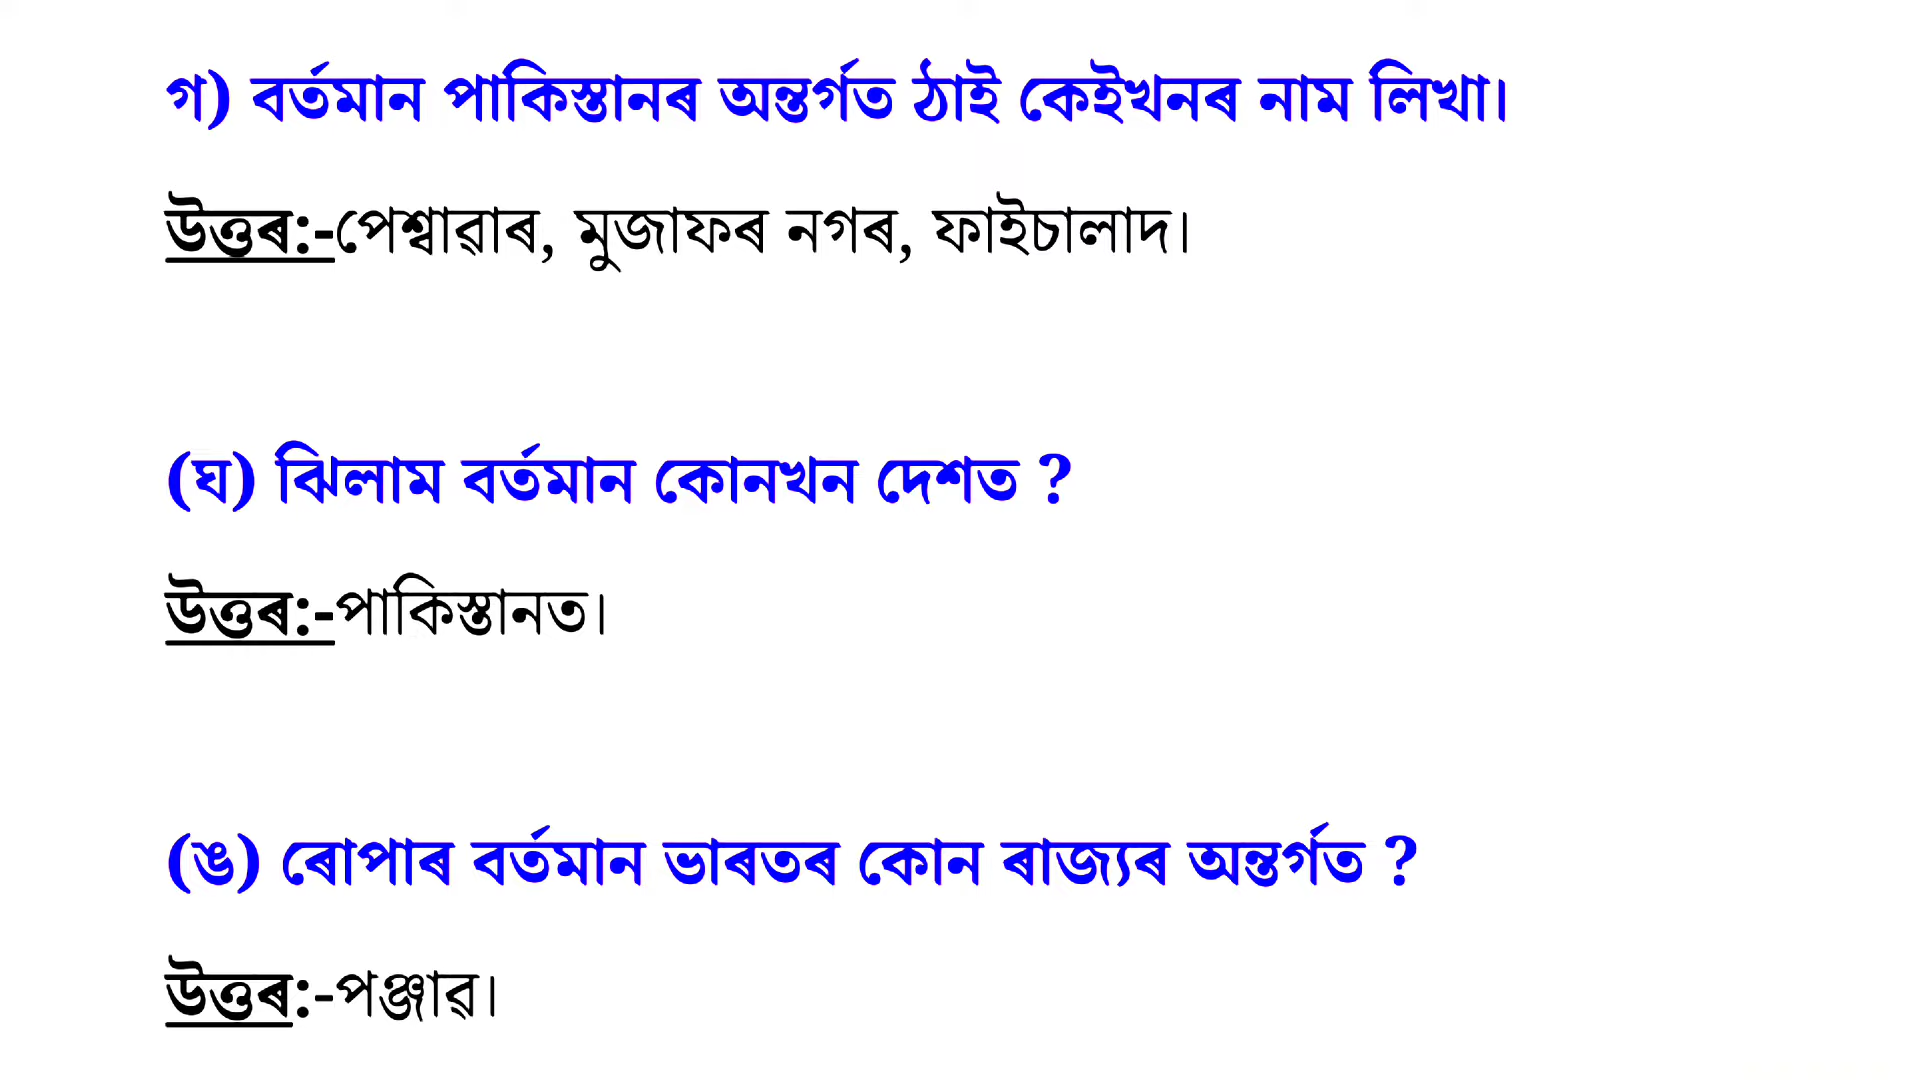 গ) বৰ্তমান পাকিস্তানৰ অন্তৰ্গত ঠাই কেইখনৰ নাম লিখা।
উত্তৰ:-পেশ্বাৱাৰ, মুজাফৰ নগৰ, ফাইচালাদ।
(ঘ) ঝিলাম বৰ্তমান কোনখন দেশত ?
উত্তৰ:-পাকিস্তানত।
(ঙ) ৰোপাৰ বৰ্তমান ভাৰতৰ কোন ৰাজ্যৰ অন্তৰ্গত ?
উত্তৰ:-পঞ্জাৱ।